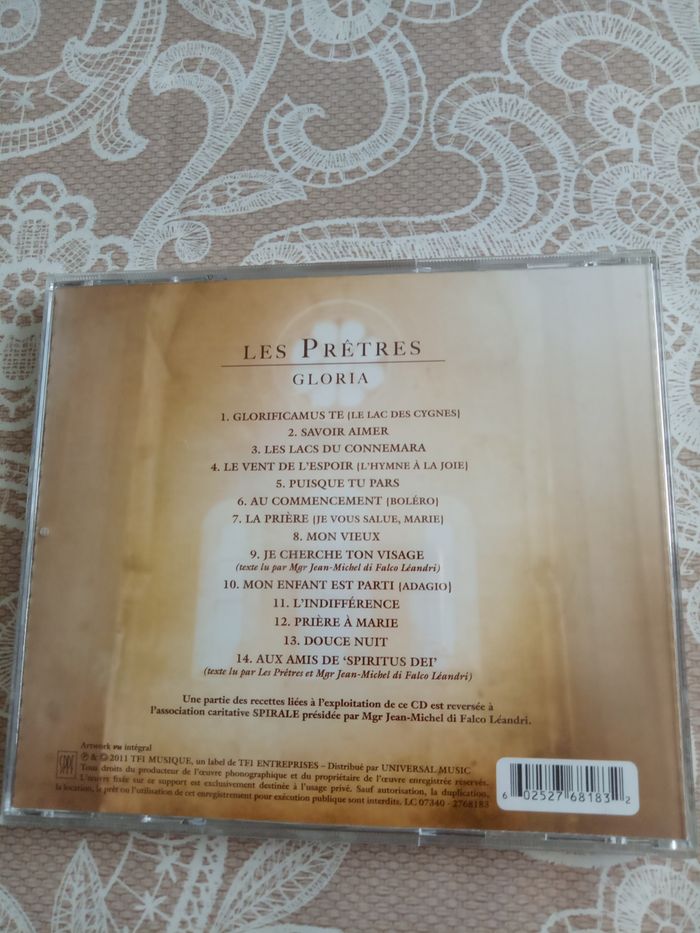 LES PRÊTRES
GLORIA
1. GLORIFICAMUS TE {LE LAC DES CYGNES}
2. SAVOIR AIMER
3. LES LACS DU CONNEMARA
4. LE VENT DE L'ESPOIR {L'HYMNE À LA JOIE}
5. PUISQUE TU PARS
6. AU COMMENCEMENT {BOLÉRO}
7. LA PRIÈRE {JE VOUS SALUE, MARIE}
8. MON VIEUX
9. JE CHERCHE TON VISAGE
(texte lu par Mgr Jean-Michel di Falco Léandri)
10. MON ENFANT EST PARTI {ADAGIO}
11. L'INDIFFÉRENCE
12. PRIÈRE À MARIE
13. DOUCE NUIT
14. AUX AMIS DE 'SPIRITUS DEI'
(texte lu par Les Prêtres et Mgr Jean-Michel di Falco Léandri)
Une partie des recettes liées à l'exploitation de ce CD est reversée à
l'association caritative SPIRALE présidée par Mgr Jean-Michel di Falco Léandri.
Artwork vu intégral
℗ & © 2011 TF1 MUSIQUE, un label de TF1 ENTREPRISES – Distribué par UNIVERSAL MUSIC
Tous droits du producteur de l'œuvre phonographique et du propriétaire de l'œuvre enregistrée réservés.
L'œuvre fixée sur ce support est exclusivement destinée à l'usage privé. Sauf autorisation, la duplication,
la location, le prêt ou l'utilisation de cet enregistrement pour exécution publique sont interdits. LC 07340 - 2768183
6 02527 68183 2